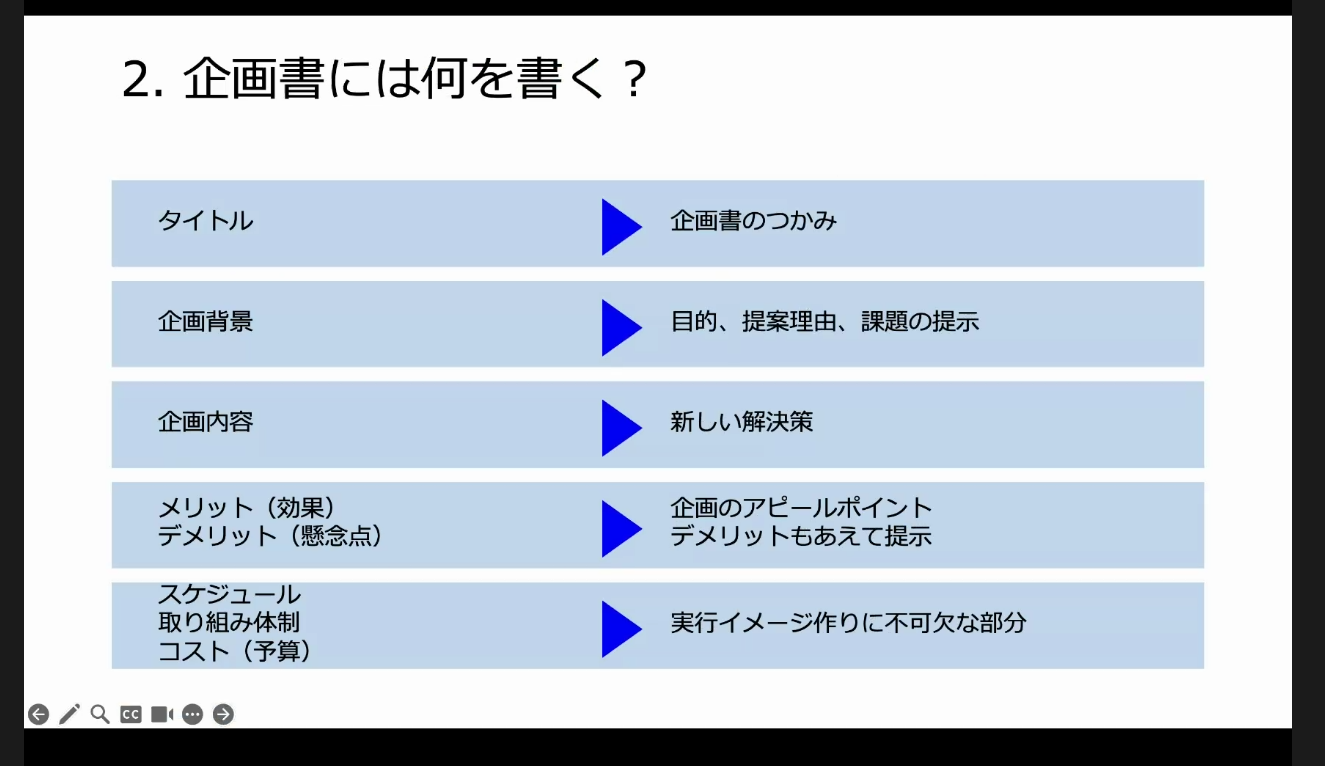 2. 企画書には何を書く？
タイトル
企画書のつかみ
企画背景
目的、提案理由、課題の提示
企画内容
新しい解決策
メリット（効果）
デメリット（懸念点）
企画のアピールポイント
デメリットもあえて提示
スケジュール
取り組み体制
コスト（予算）
実行イメージ作りに不可欠な部分
CC